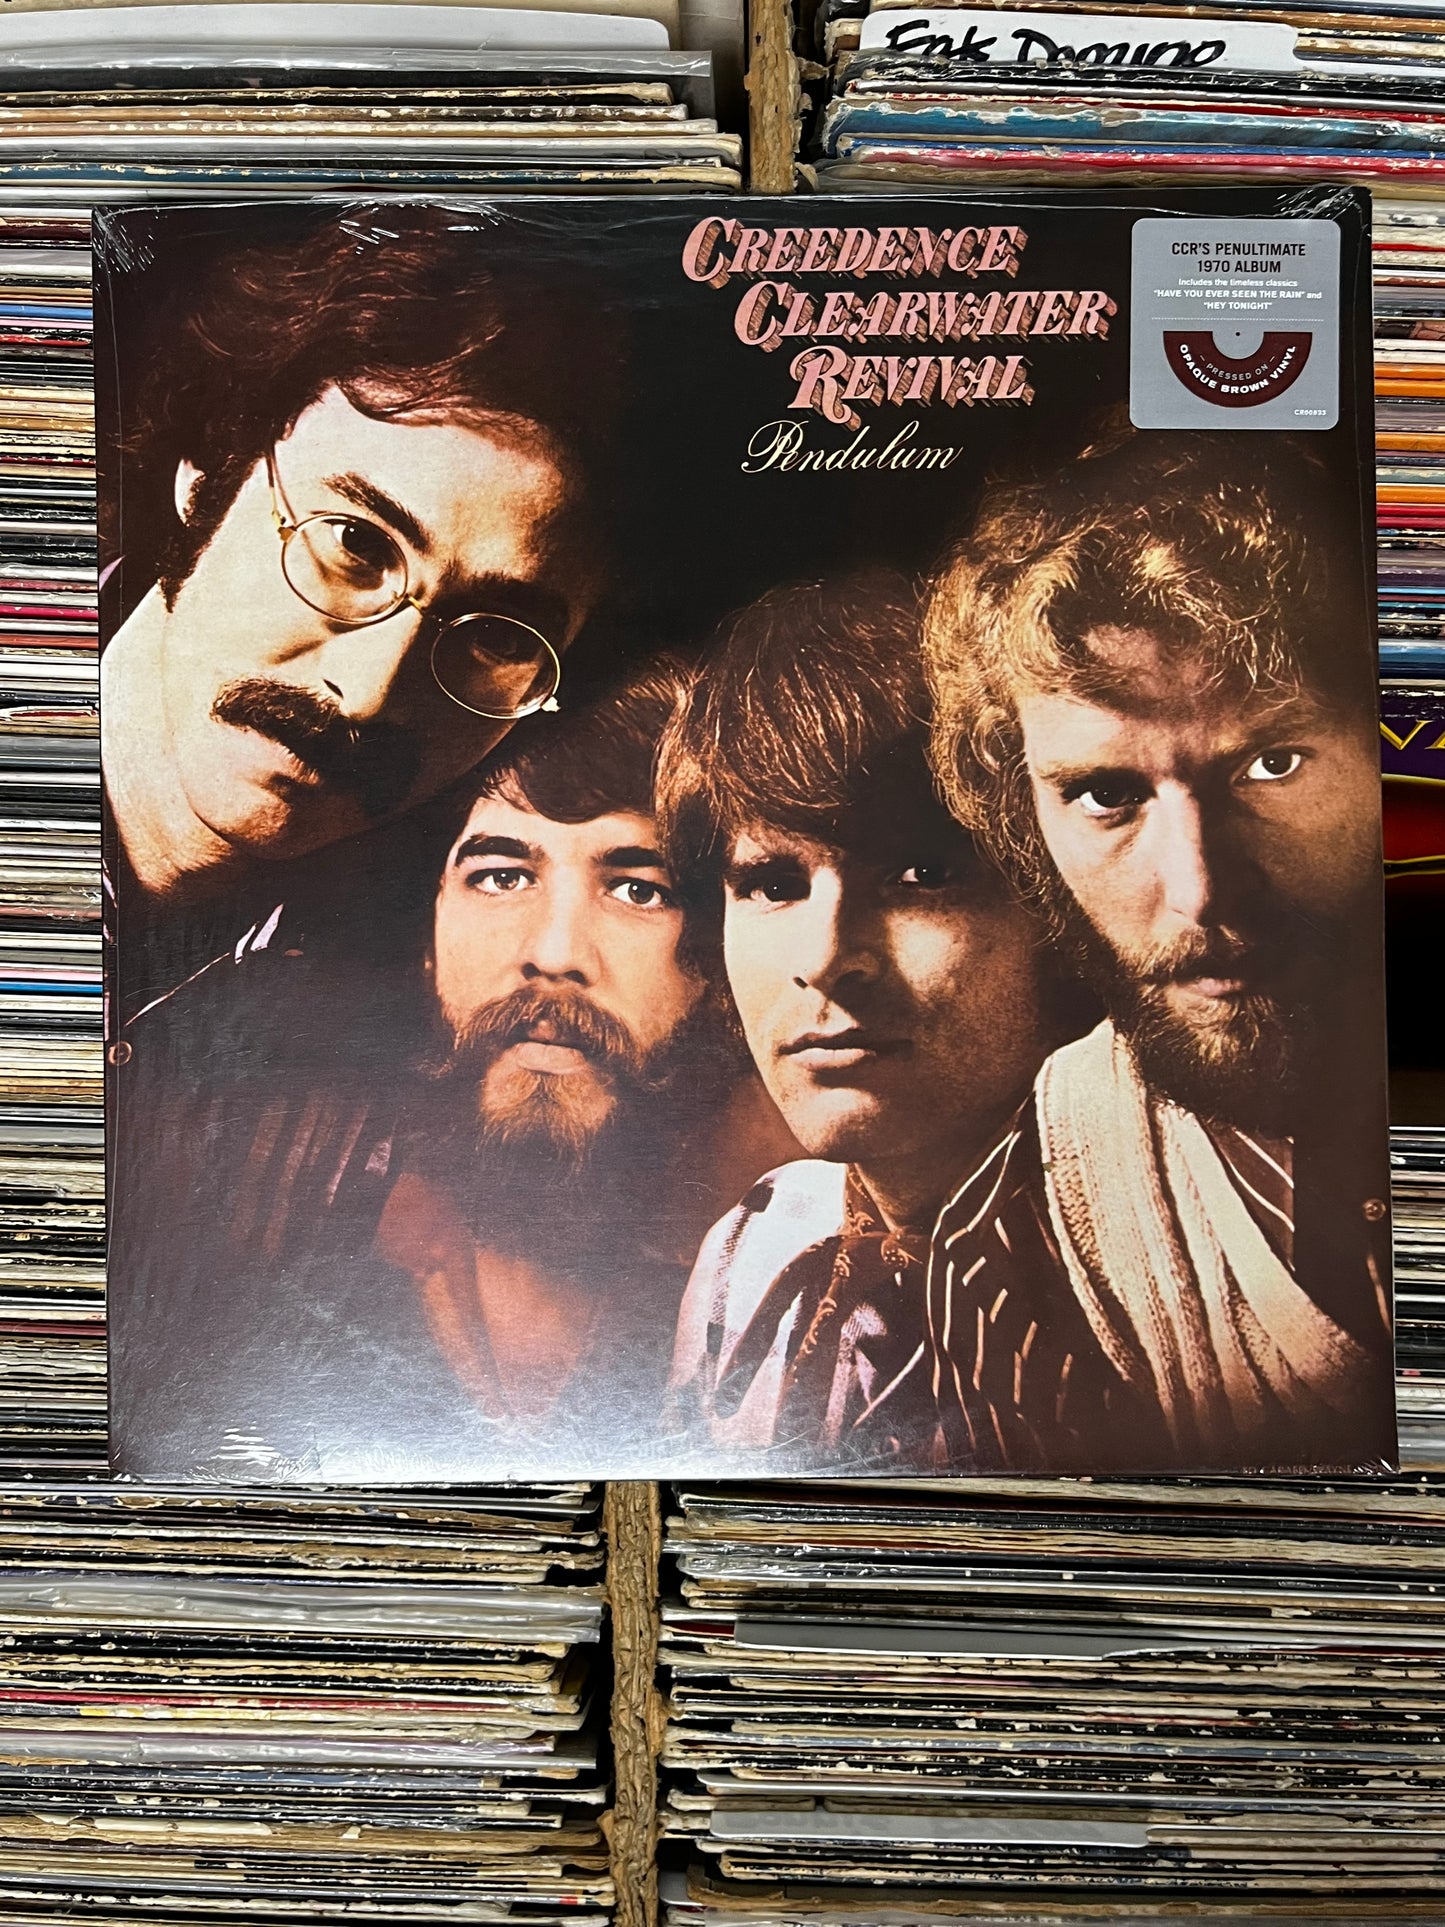 Fats Domino
CREEDENCE
CLEARWATER
REVIVAL
Pendulum
CCR'S PENULTIMATE
1970 ALBUM
Includes the timeless classics
"HAVE YOU EVER SEEN THE RAIN" and
"HEY TONIGHT"
— PRESSED ON —
OPAQUE BROWN VINYL
CR00833